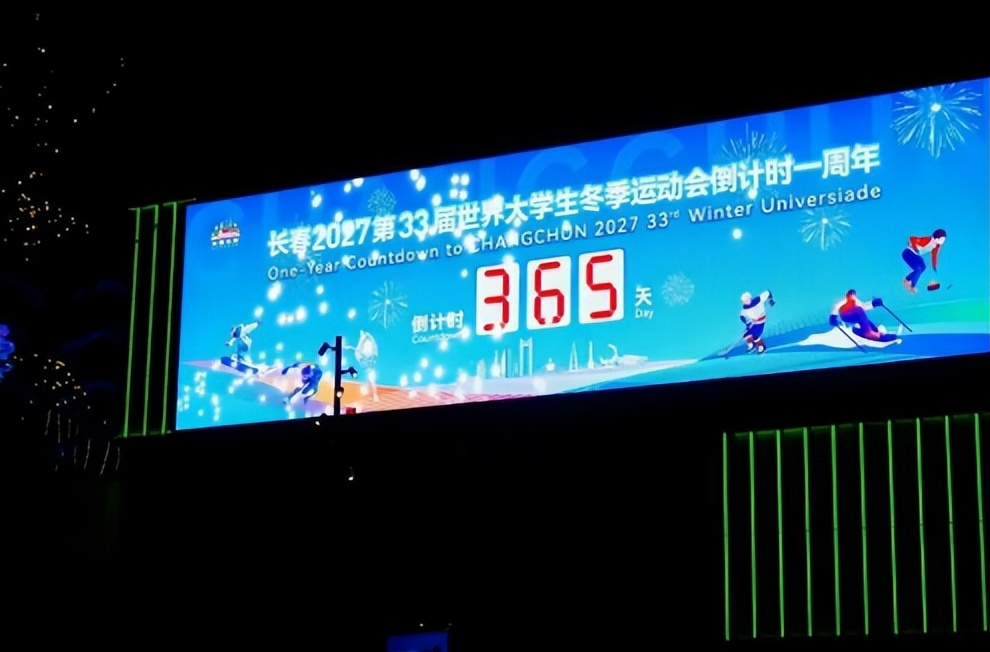 长春2027第33届世界大学生冬季运动会倒计时一周年
One-Year Countdown to CHANGCHUN 2027 33rd Winter Universiade
倒计时 365 天
Countdown Day